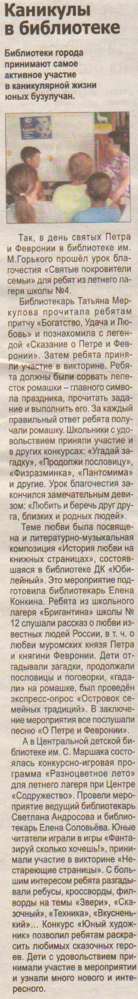 Каникулы
в библиотеке
Библиотеки города
принимают самое
активное участие
в каникулярной жизни
юных бузулучан.
Так, в день святых Петра
и Февронии в библиотеке им.
М.Горького прошёл урок бла-
гочестия «Святые покровители
семьи» для ребят из летнего ла-
геря школы №4.
Библиотекарь Татьяна Мер-
кулова прочитала ребятам
притчу «Богатство, Удача и Лю-
бовь» и познакомила с леген-
дой «Сказание о Петре и Фев-
ронии». Затем ребята приня-
ли участие в викторине. Ребя-
та должны были сорвать лепе-
сток ромашки – главного симво-
ла праздника, прочитать зада-
ние и выполнить его. За каждый
правильный ответ ребята полу-
чали ромашку. Школьники с удо-
вольствием приняли участие и
в других конкурсах: «Угадай за-
гадку», «Продолжи пословицу»,
«Физразминка», «Пантомима»
и другие. Урок благочестия за-
кончился замечательным деви-
зом: «Любить и беречь друг дру-
га, близких и родных людей».
Теме любви была посвяще-
на и литературно-музыкальная
композиция «История любви на
книжных страницах», состояв-
шаяся в библиотеке ДК «Юби-
лейный». Это мероприятие под-
готовила библиотекарь Елена
Конкина. Ребята из школьного
лагеря «Бригантина» школы №
12 слушали рассказ о любви из-
вестных людей России, в т. ч. о
любви муромских князя Петра
и княгини Февронии. Дети от-
гадывали загадки, продолжали
пословицы и поговорки, «гада-
ли» на ромашке, был проведён
экспресс-опрос «Островок се-
мейных традиций». В заключе-
ние мероприятия все послушали
песню «О Петре и Февронии».
А в Центральной детской би-
блиотеке им. С. Маршака состо-
ялась конкурсно-игровая про-
грамма «Разноцветное лето»
для летнего лагеря при Центре
«Содружество». Провели меро-
приятие ведущий библиотекарь
Светлана Андросова и библио-
текарь Елена Соловьёва. Юные
читатели играли в игры «Фанта-
зируй сколько хочешь!», прини-
мали участие в викторине «Не-
стареющие страницы». С боль-
шим интересом ребята разгады-
вали ребусы, кроссворды, фил-
ворды на темы «Звери», «Ска-
зочный», «Техника», «Вкуснень-
кий»... Конкурс «Юный худож-
ник» позволил ребятам раскра-
сить любимых сказочных геро-
ев. Дети с удовольствием при-
нимали участие в мероприятии
и узнали много нового и инте-
ресного.